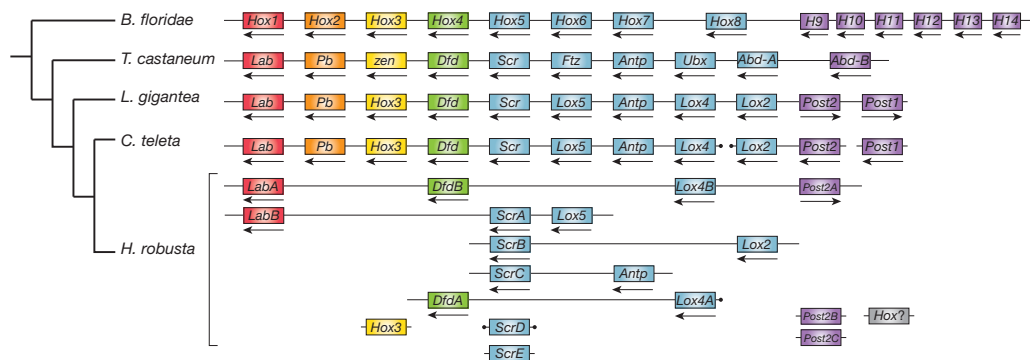 B. floridae Hox1 Hox2 Hox3 Hox4 Hox5 Hox6 Hox7 Hox8 H9 H10 H11 H12 H13 H14
T. castaneum Lab Pb zen Dfd Scr Ftz Antp Ubx Abd-A Abd-B
L. gigantea Lab Pb Hox3 Dfd Scr Lox5 Antp Lox4 Lox2 Post2 Post1
C. teleta Lab Pb Hox3 Dfd Scr Lox5 Antp Lox4 Lox2 Post2 Post1
LabA DfdB Lox4B Post2A
LabB ScrA Lox5
H. robusta ScrB Lox2
ScrC Antp
DfdA Lox4A
Hox3 ScrD Post2B Hox?
ScrE Post2C